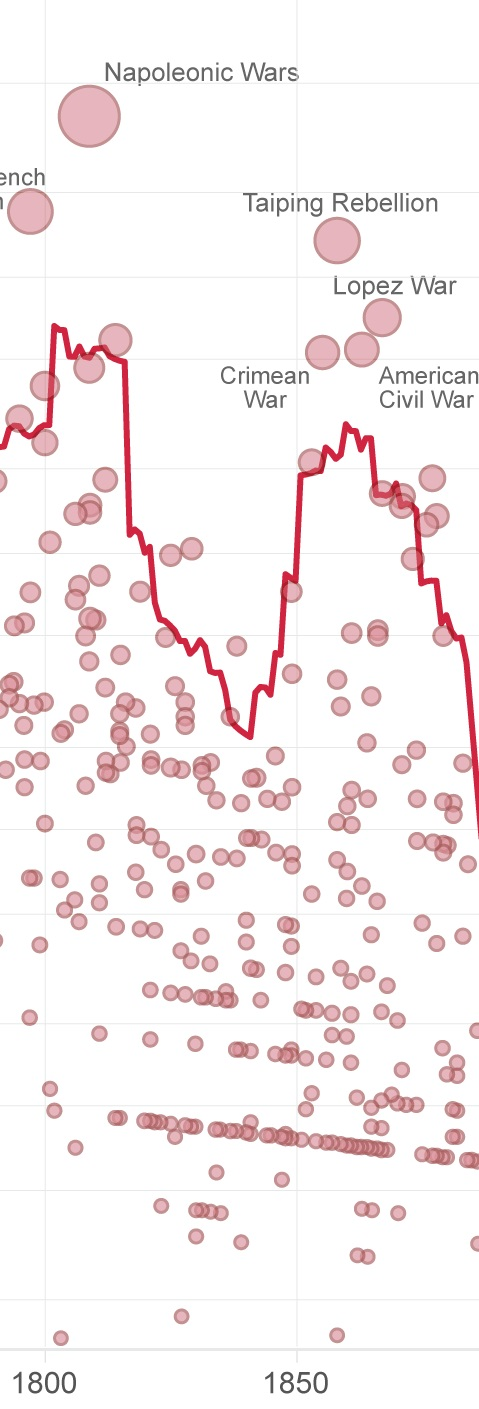 Napoleonic Wars
ench
n
Taiping Rebellion
Lopez War
Crimean
War
American
Civil War
1800
1850